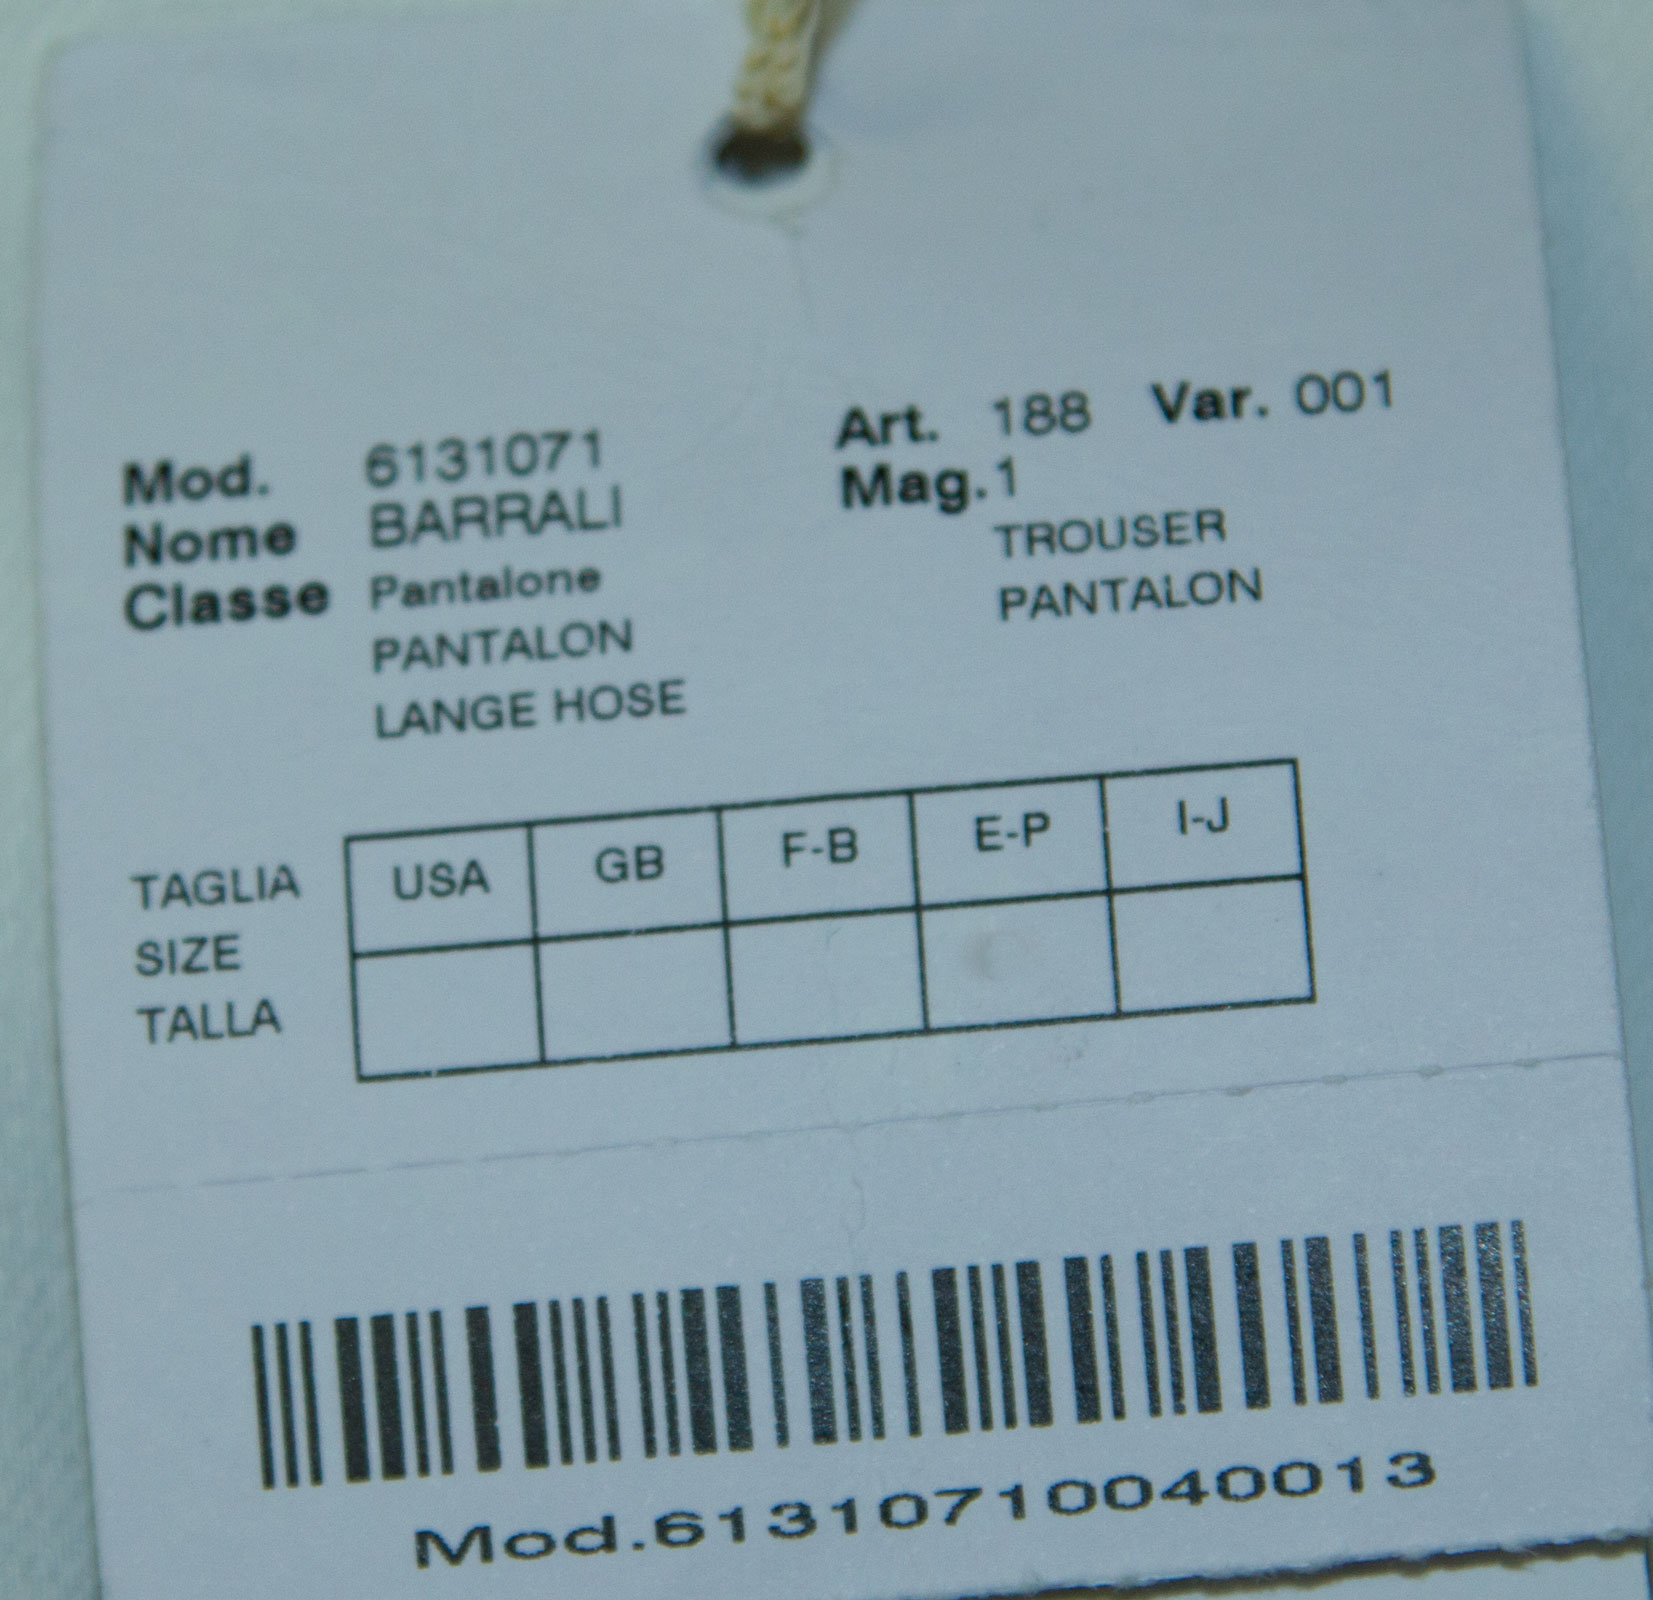 Mod. 6131071 Art. 188 Var. 001
Nome BARRALI Mag.1
Classe Pantalone TROUSER
PANTALON PANTALON
LANGE HOSE
TAGLIA USA GB F-B E-P I-J
SIZE
TALLA
Mod.61310710040013